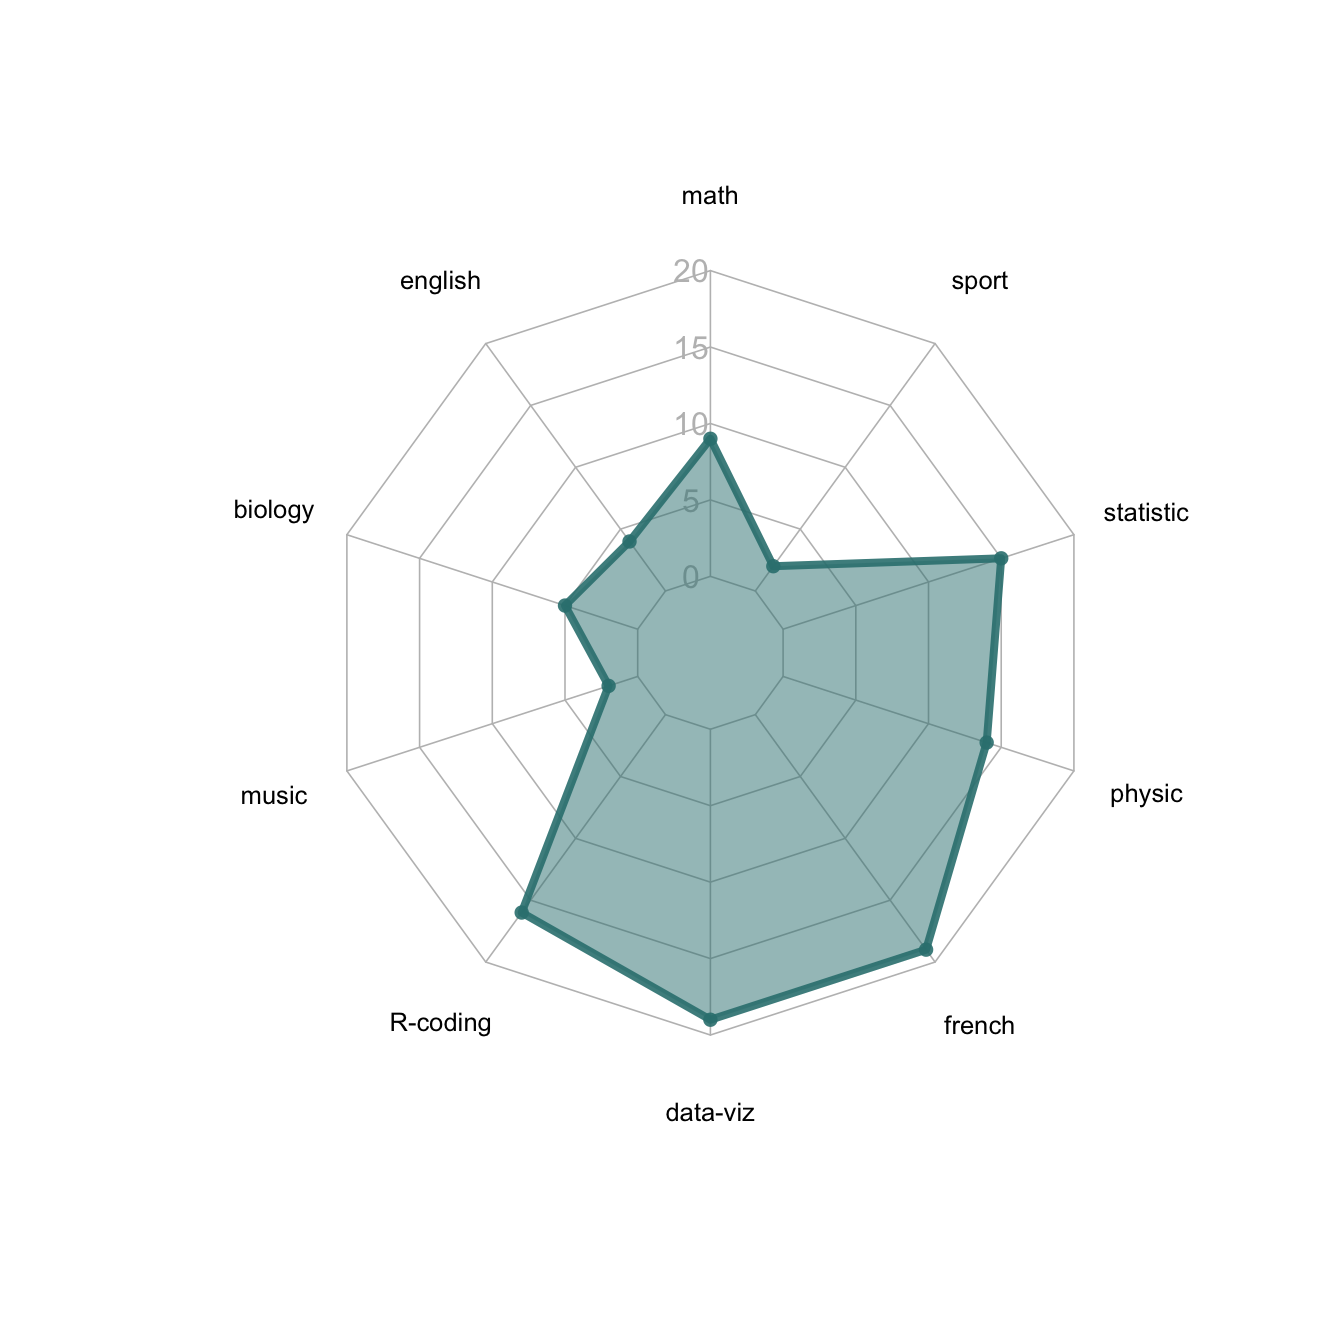 math
english
sport
20
15
10
5
0
biology
statistic
music
physic
R-coding
french
data-viz